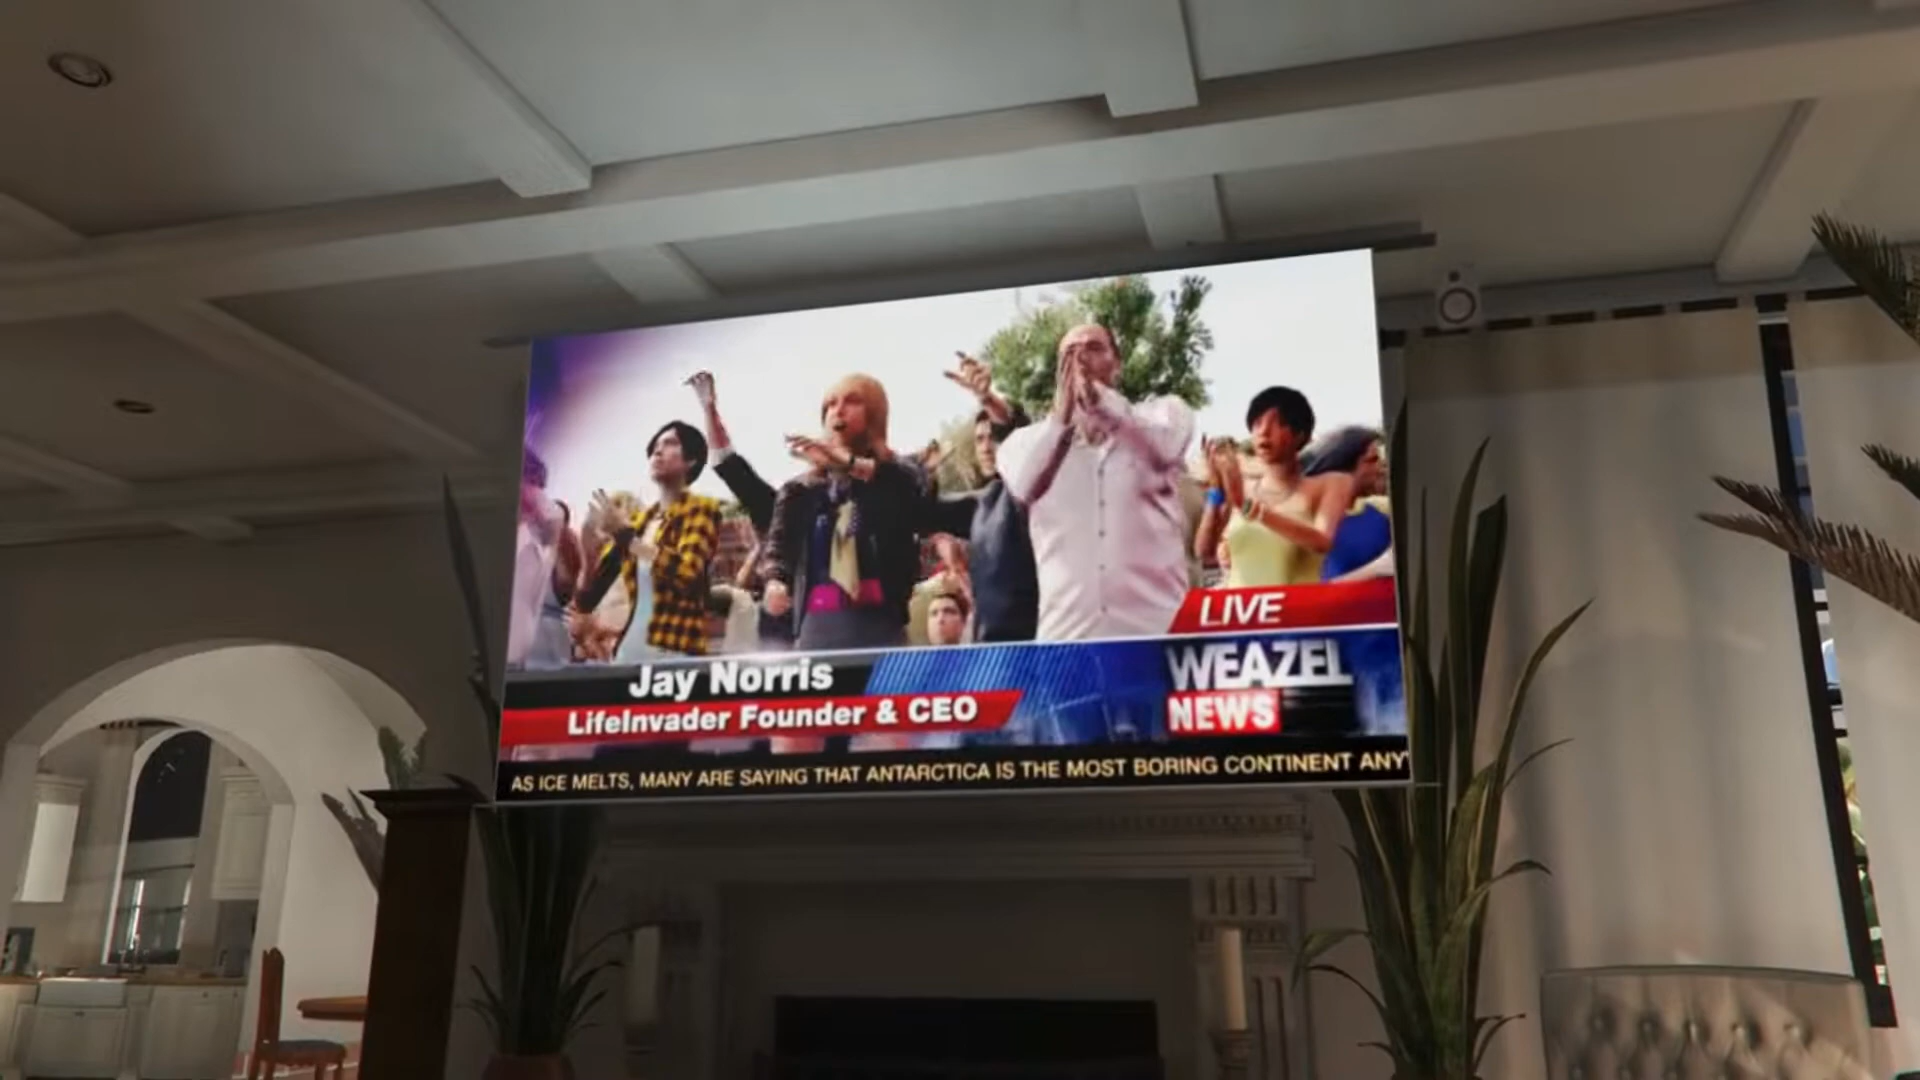 LIVE
Jay Norris
LifeInvader Founder & CEO
WEAZEL
NEWS
AS ICE MELTS, MANY ARE SAYING THAT ANTARCTICA IS THE MOST BORING CONTINENT ANY